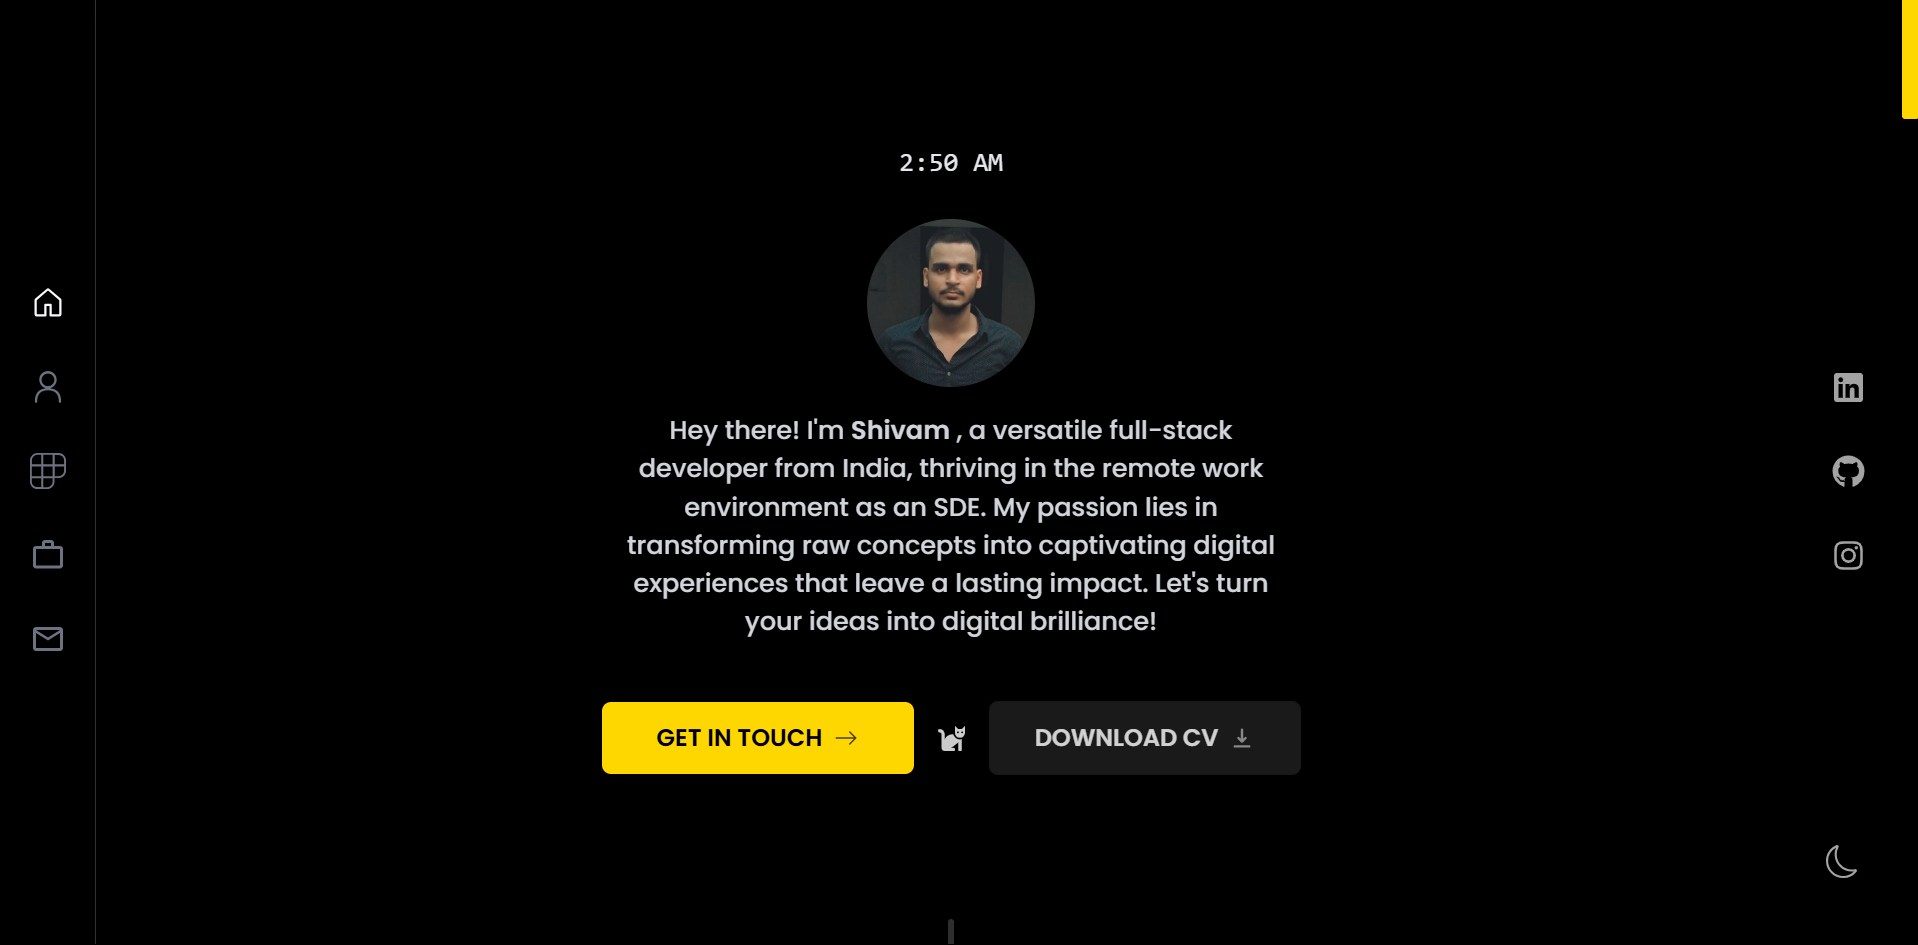 2:50 AM
Hey there! I'm Shivam , a versatile full-stack
developer from India, thriving in the remote work
environment as an SDE. My passion lies in
transforming raw concepts into captivating digital
experiences that leave a lasting impact. Let's turn
your ideas into digital brilliance!
GET IN TOUCH
DOWNLOAD CV
in